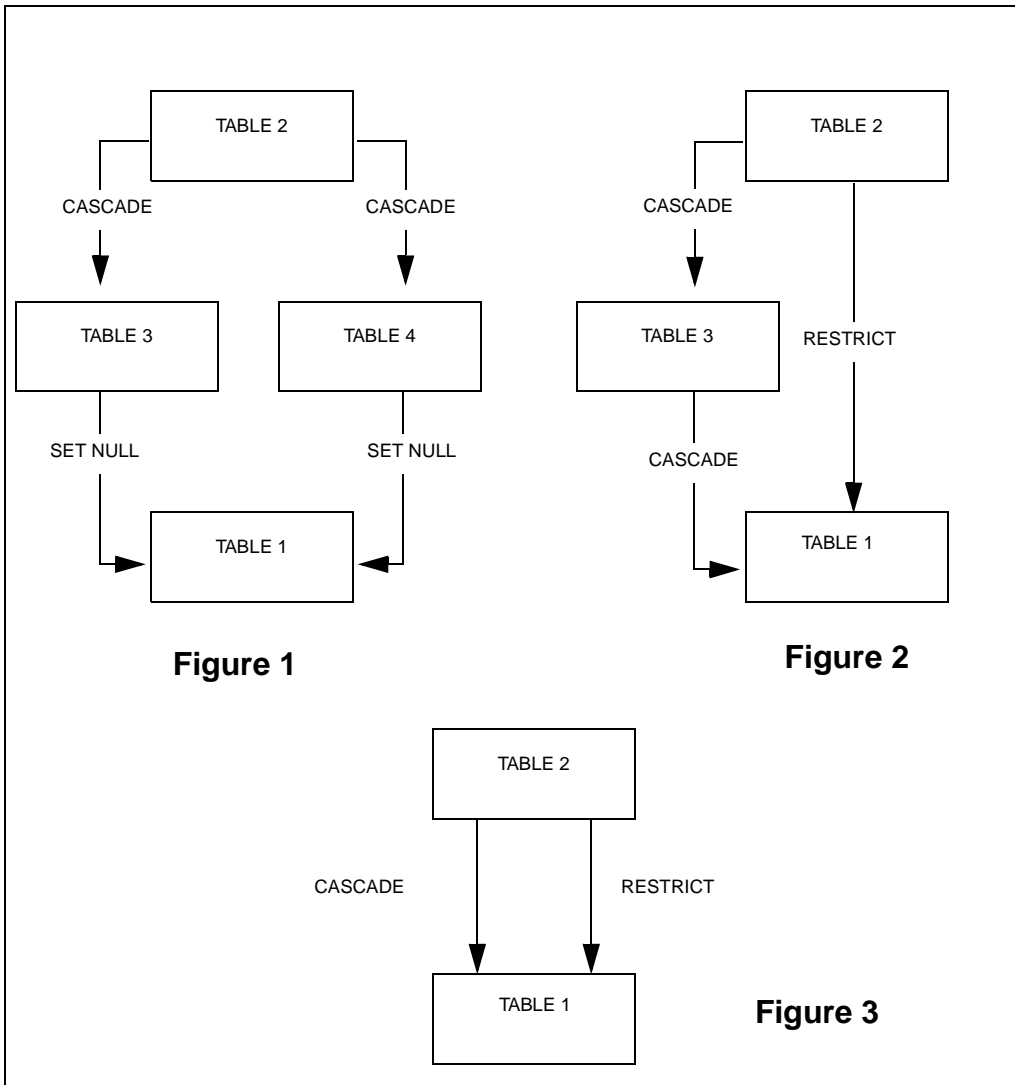 TABLE 2
CASCADE
CASCADE
TABLE 3
TABLE 4
SET NULL
SET NULL
TABLE 1
Figure 1
TABLE 2
CASCADE
TABLE 3
RESTRICT
CASCADE
TABLE 1
Figure 2
TABLE 2
CASCADE
RESTRICT
TABLE 1
Figure 3